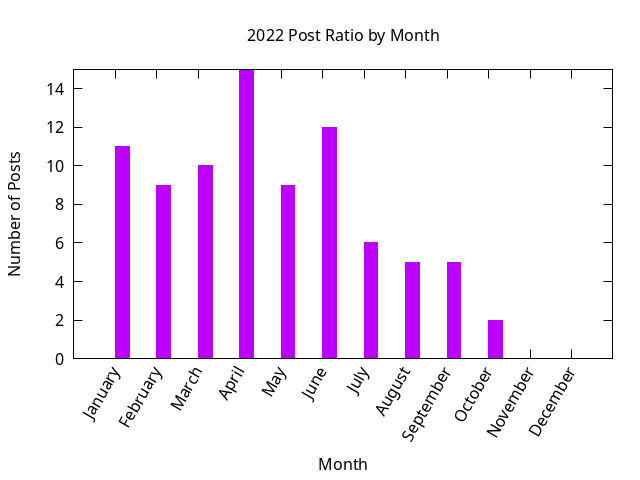 2022 Post Ratio by Month
14
12
10
8
6
4
2
0
Number of Posts
January
February
March
April
May
June
July
August
September
October
November
December
Month